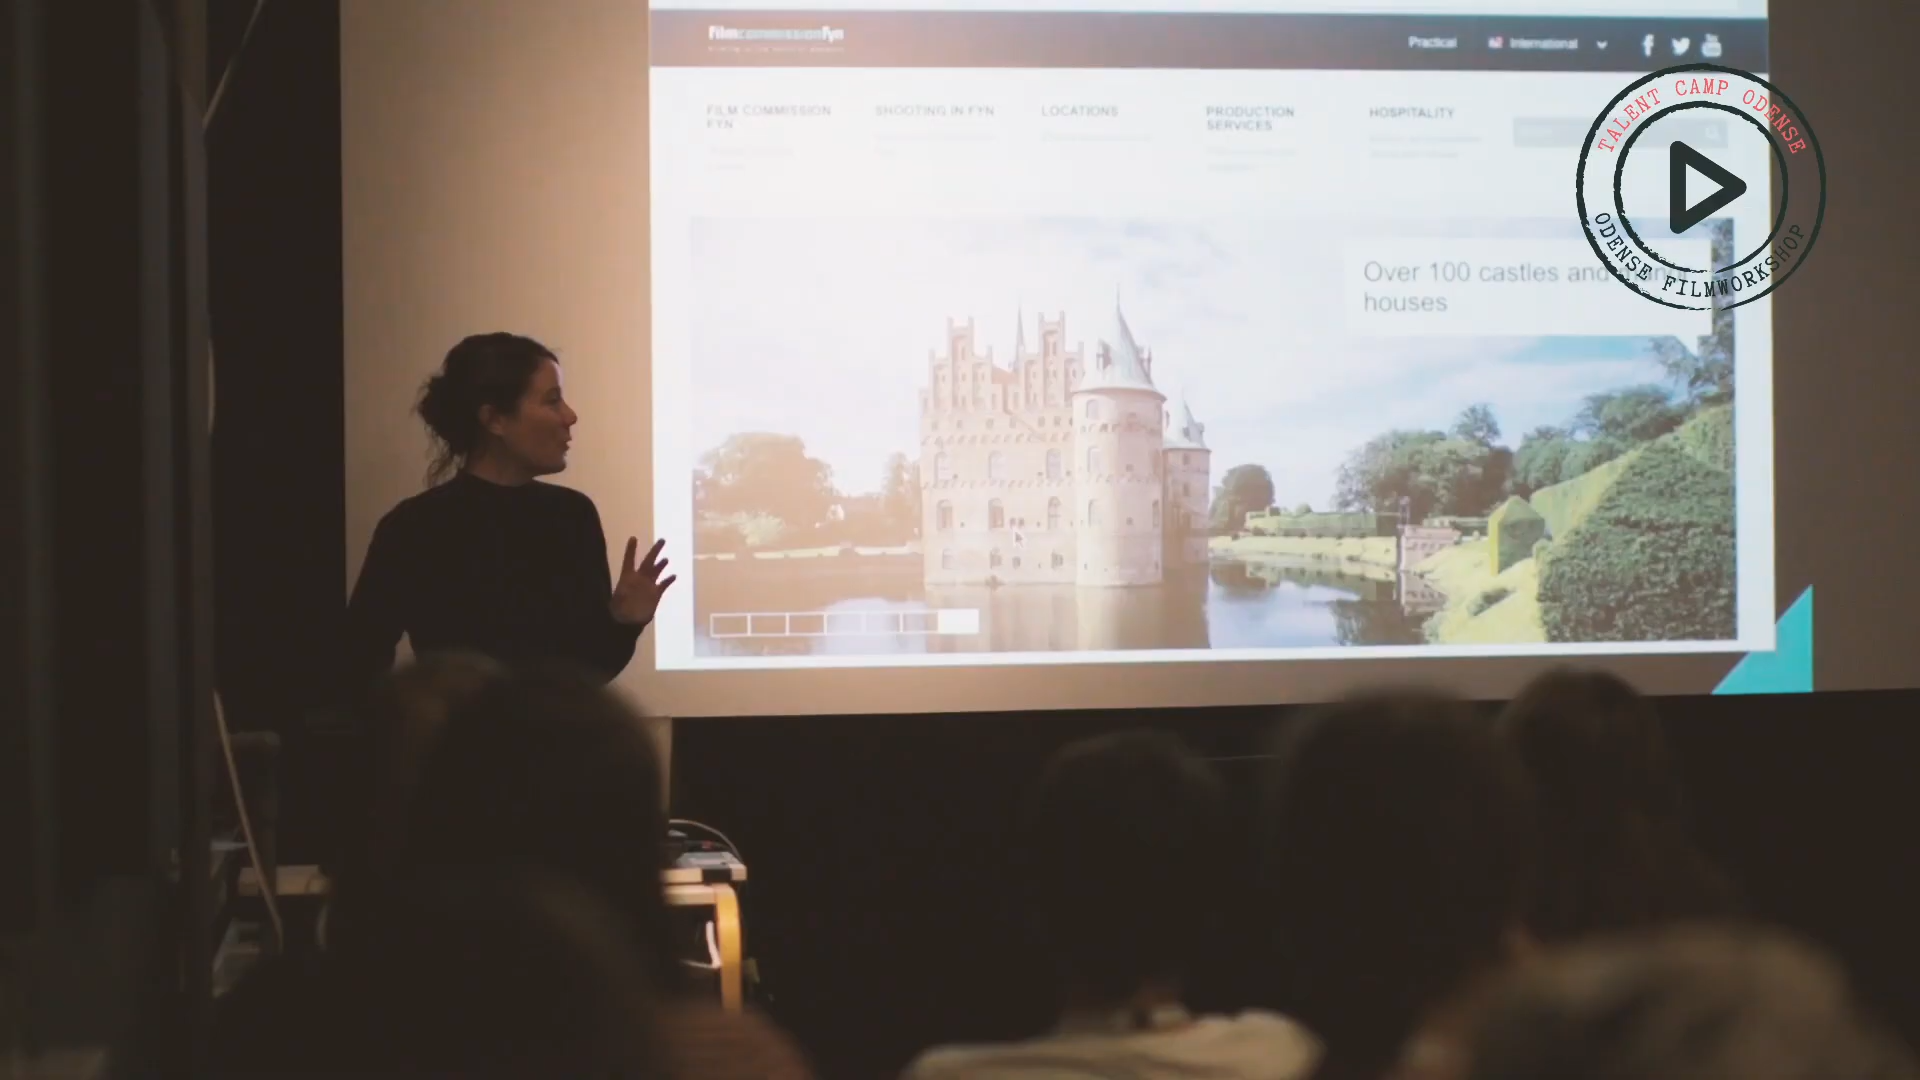 filmcommissionfyn
Practical
International
FILM COMMISSION
FYN
SHOOTING IN FYN
LOCATIONS
PRODUCTION
SERVICES
HOSPITALITY
TALENT CAMP ODENSE
ODENSE FILMWORKSHOP
Over 100 castles and
houses